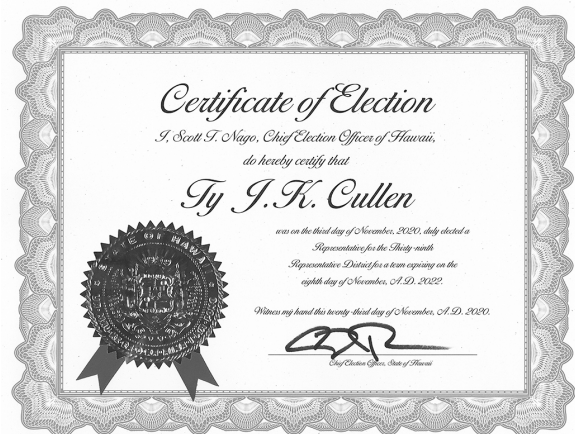 Certificate of Election
I, Scott T. Nago, Chief Election Officer of Hawaii,
do hereby certify that
Ty J.K. Cullen
was on the third day of November, 2020, duly elected a
Representative for the Thirty-ninth
Representative District for a term expiring on the
eighth day of November, A.D. 2022.
Witness my hand this twenty-third day of November, A.D. 2020.
Chief Election Officer, State of Hawaii
STATE OF HAWAII